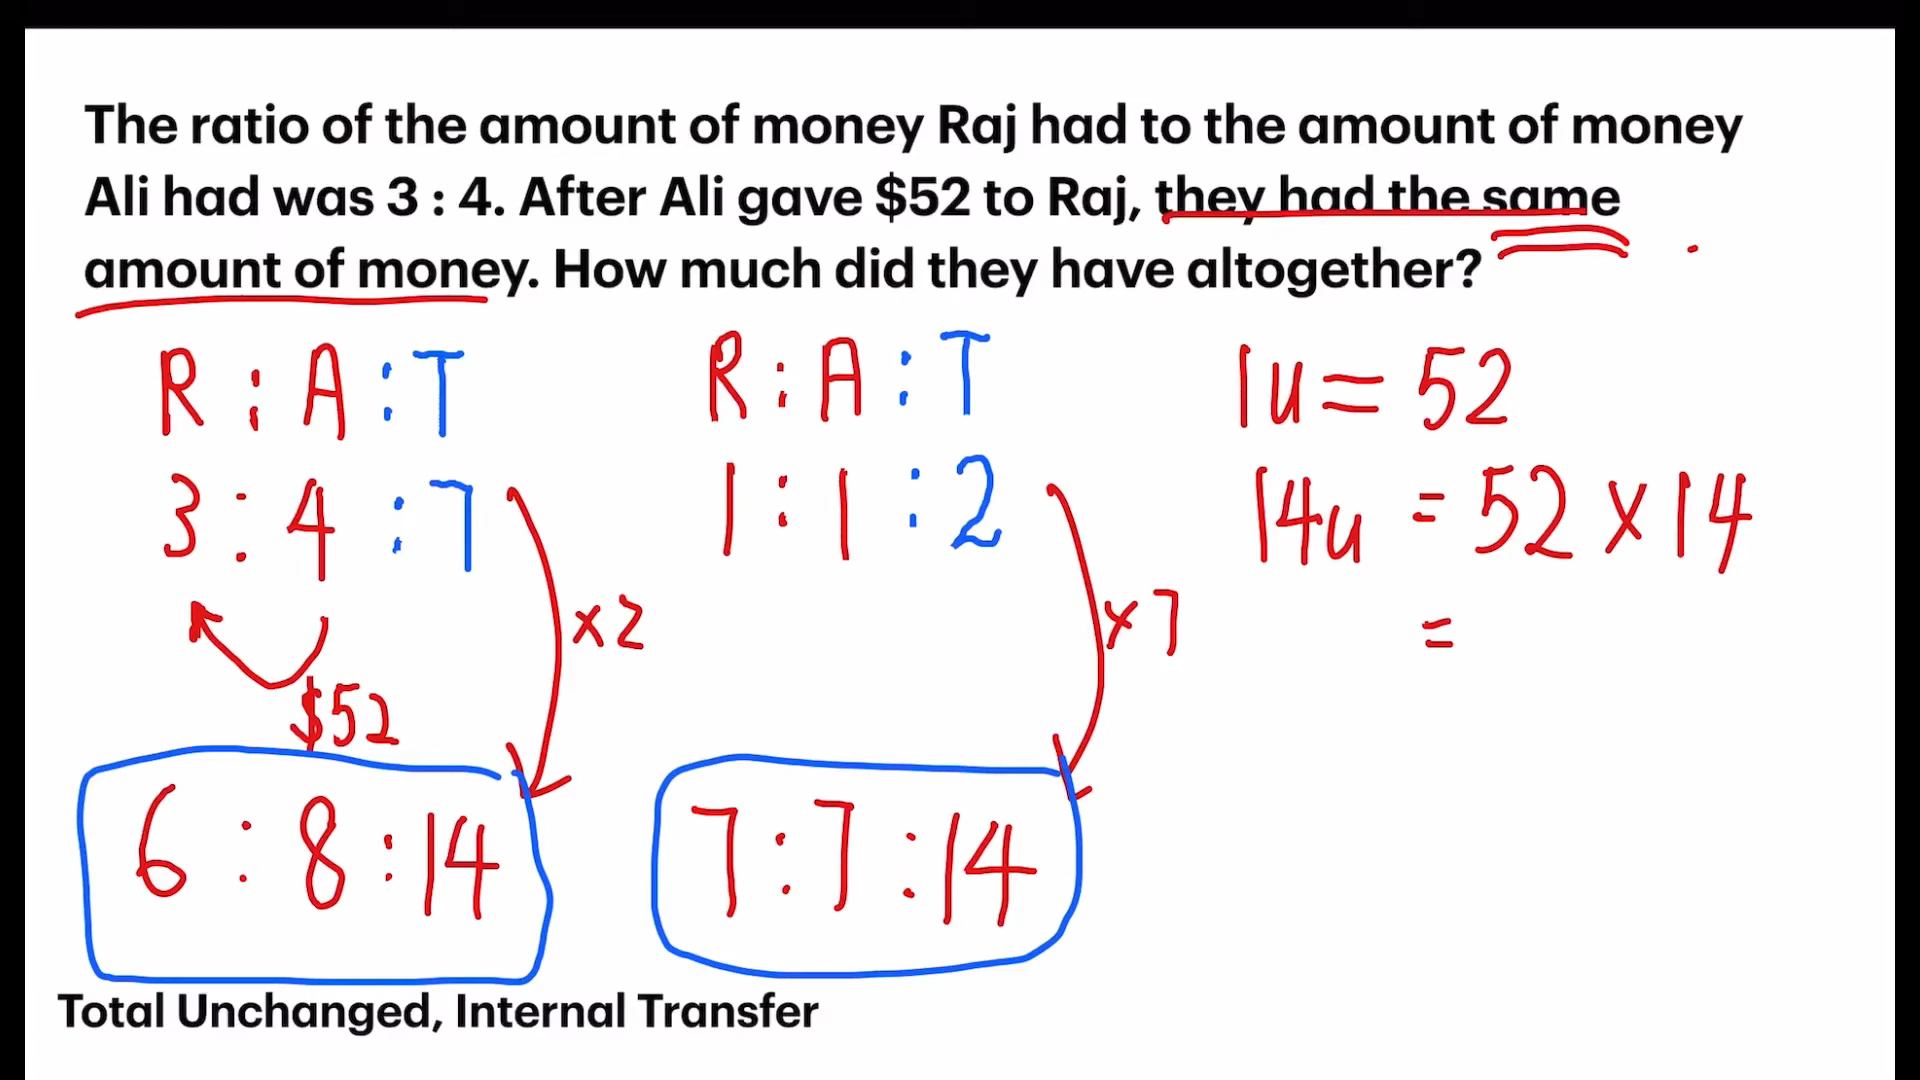 The ratio of the amount of money Raj had to the amount of money
Ali had was 3 : 4. After Ali gave $52 to Raj, they had the same
amount of money. How much did they have altogether?
R : A : T
3 : 4 : 7
$52
×2
6 : 8 : 14
R : A : T
1 : 1 : 2
×7
7 : 7 : 14
1u = 52
14u = 52 × 14
=
Total Unchanged, Internal Transfer